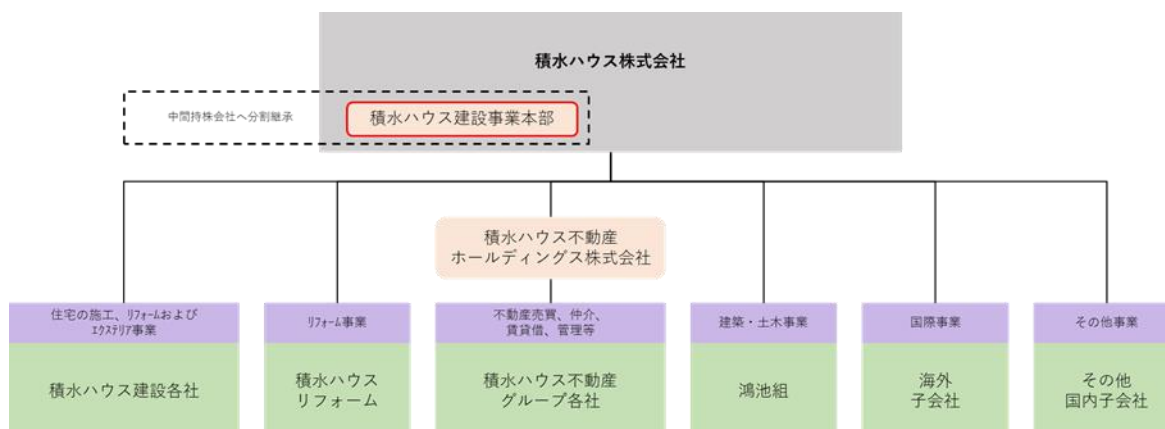 積水ハウス株式会社
中間持株会社へ分割継承
積水ハウス建設事業本部
積水ハウス不動産
ホールディングス株式会社
住宅の施工、リフォームおよび
エクステリア事業
リフォーム事業
不動産売買、仲介、
賃貸借、管理等
建築・土木事業
国際事業
その他事業
積水ハウス建設各社
積水ハウス
リフォーム
積水ハウス不動産
グループ各社
鴻池組
海外
子会社
その他
国内子会社